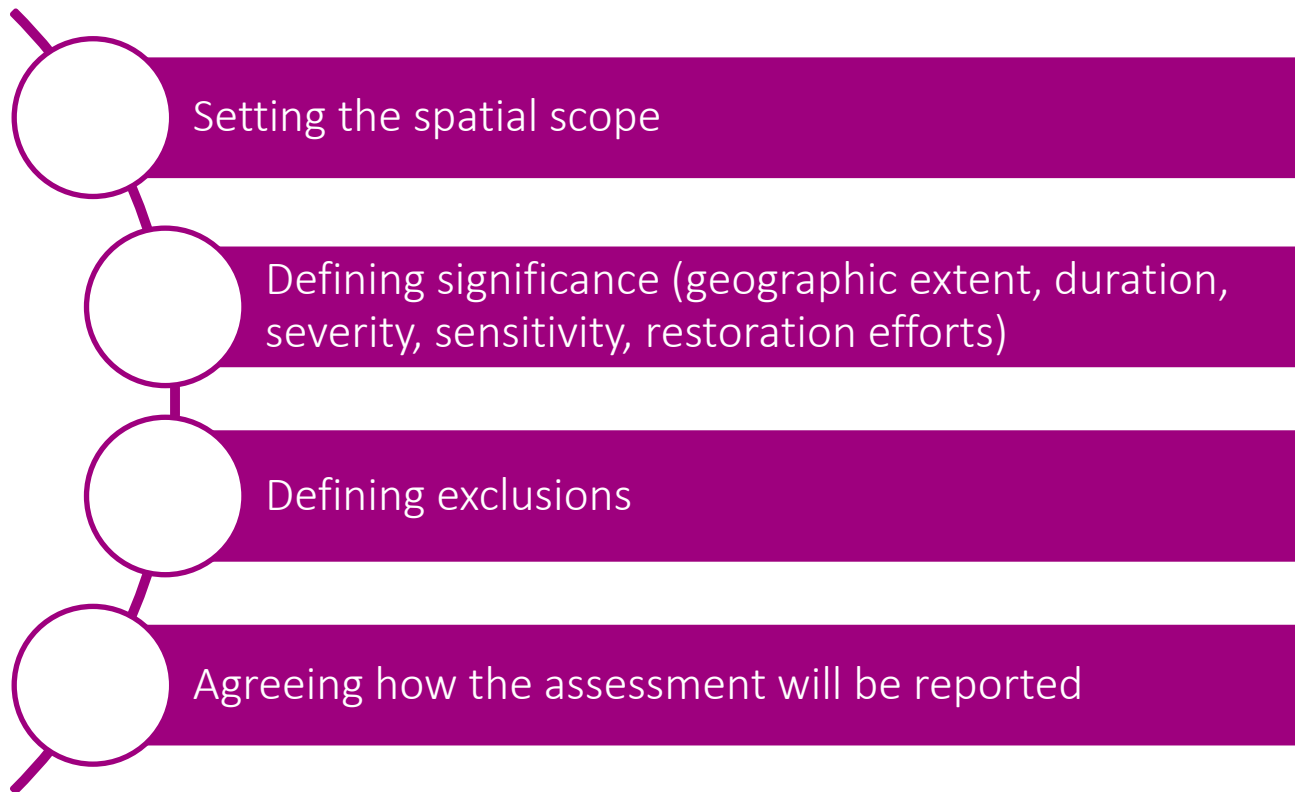 Setting the spatial scope
Defining significance (geographic extent, duration,
severity, sensitivity, restoration efforts)
Defining exclusions
Agreeing how the assessment will be reported